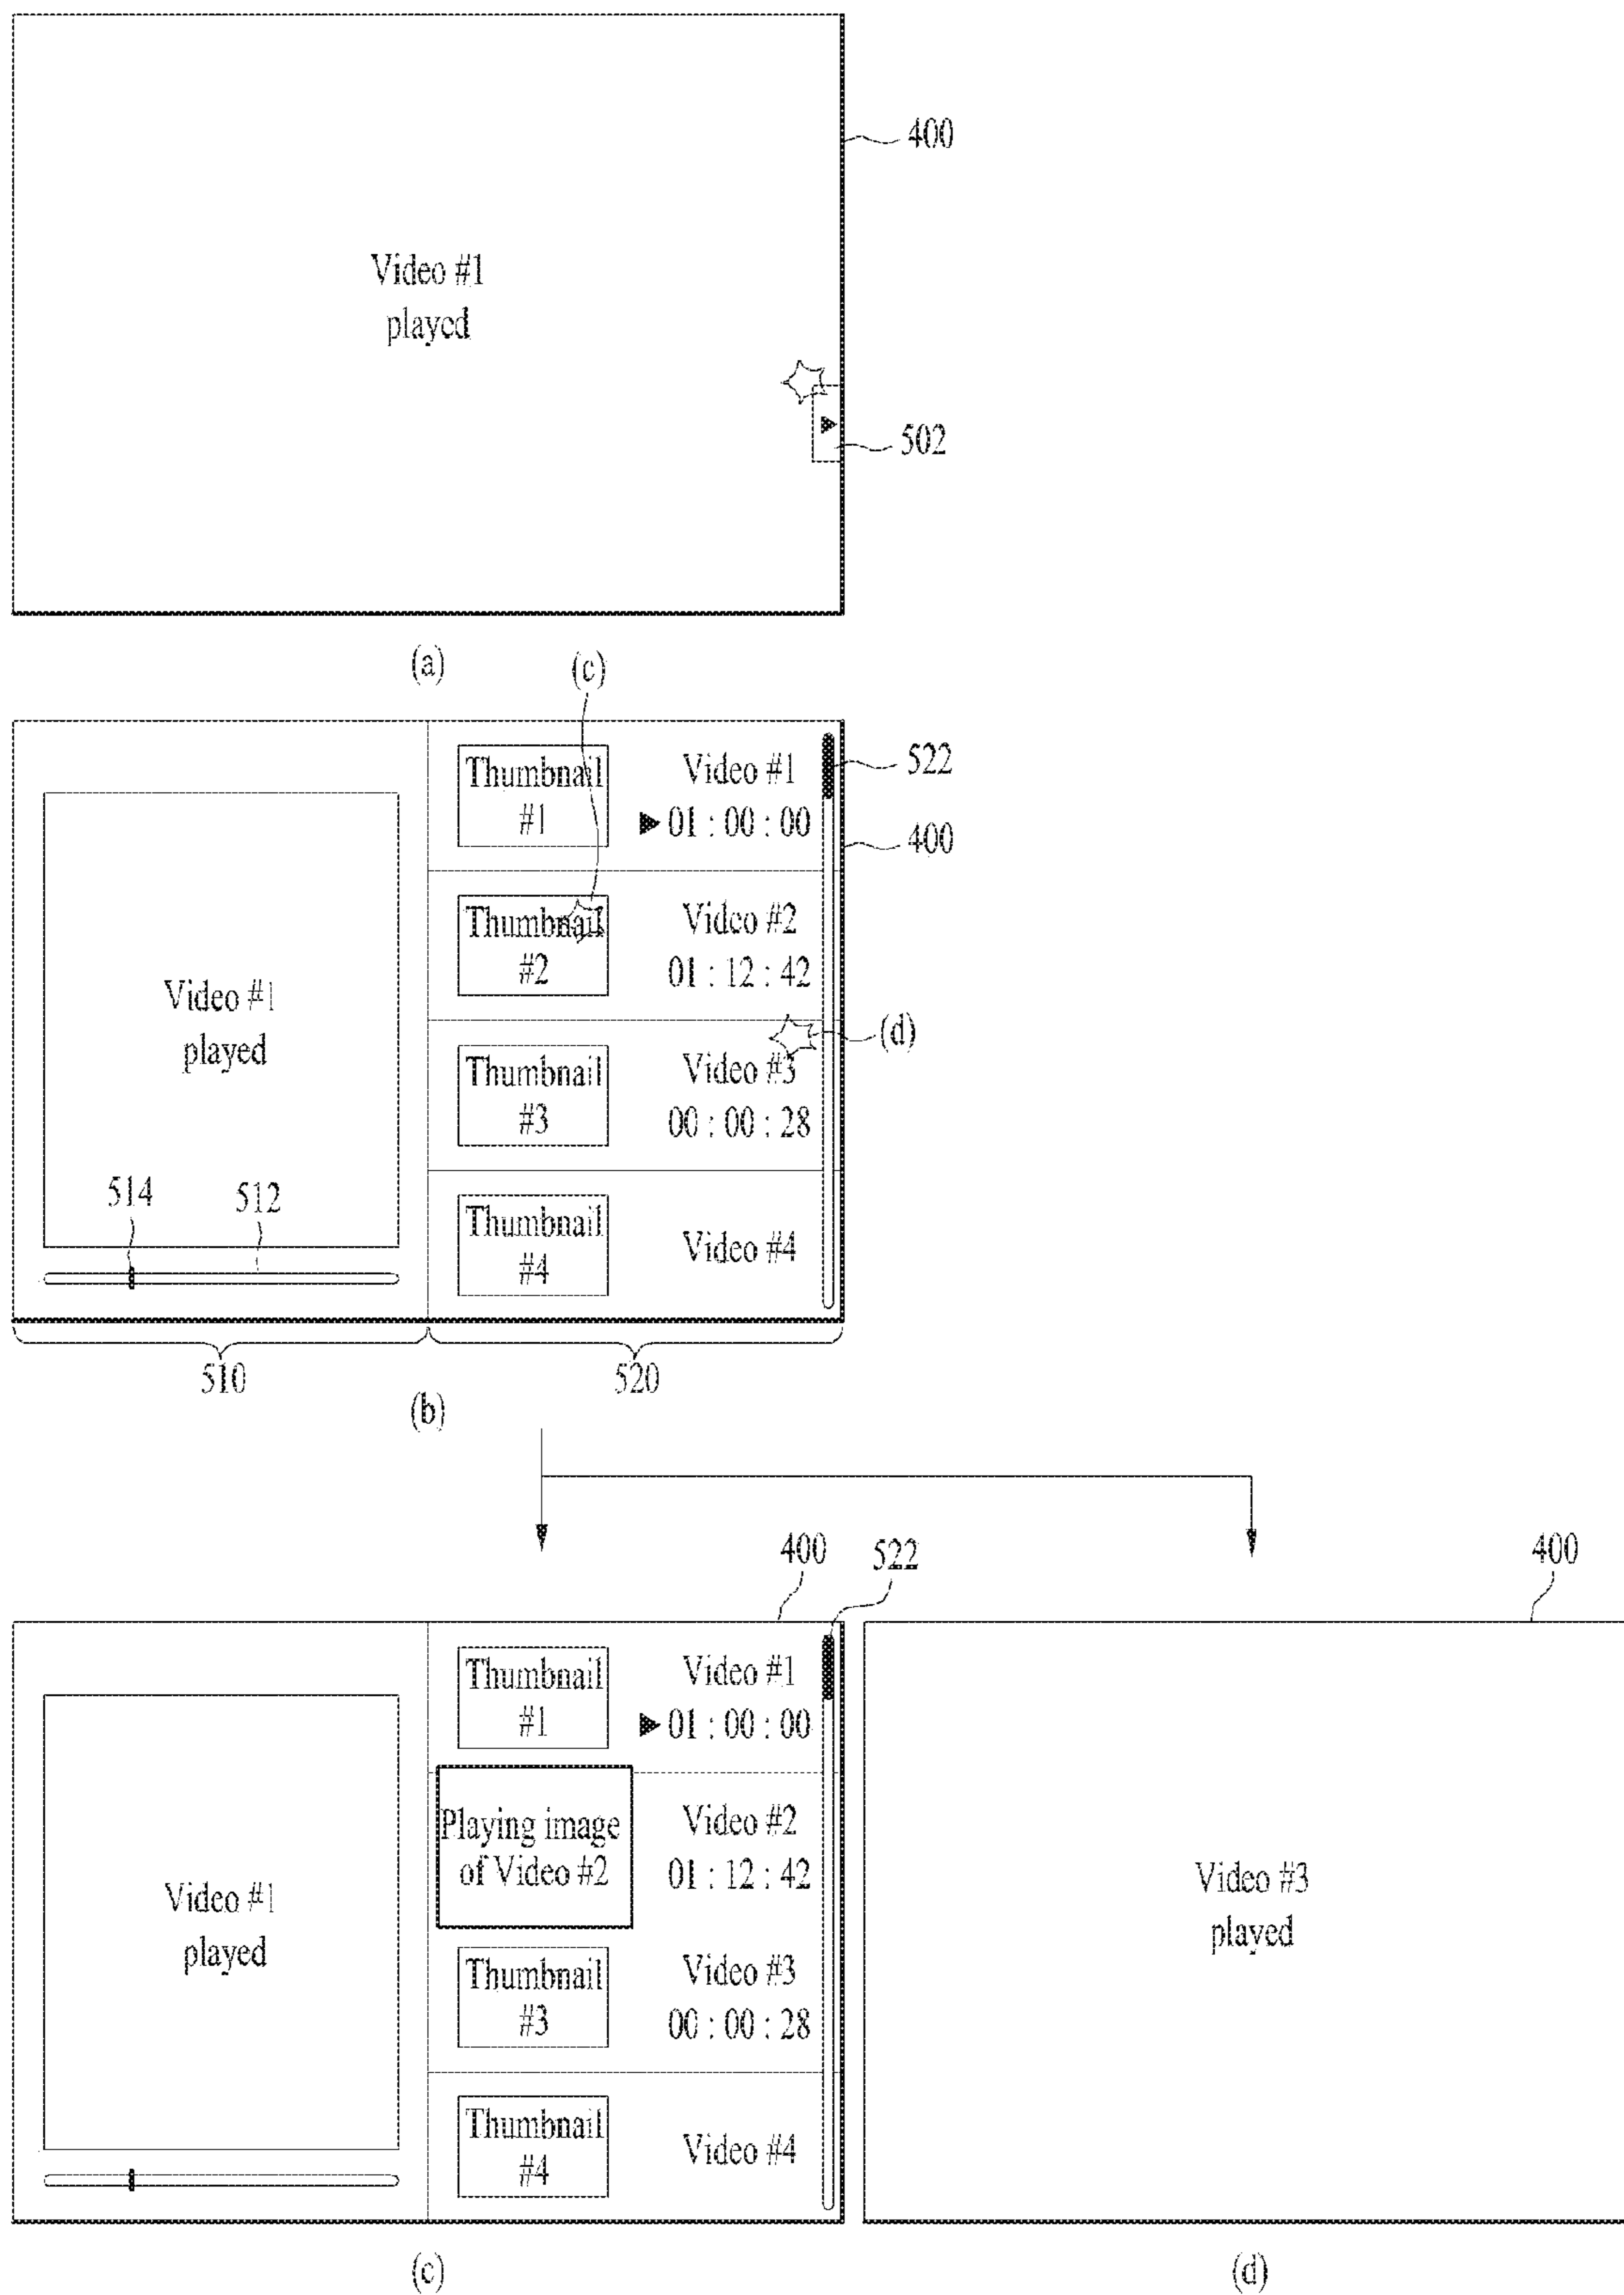 400
Video #1
played
502
(a)
(c)
Thumbnail
#1
Video #1
01 : 00 : 00
522
400
Thumbnail
#2
Video #2
01 : 12 : 42
(d)
Thumbnail
#3
Video #3
00 : 00 : 28
Thumbnail
#4
Video #4
Video #1
played
514
512
510
520
(b)
400
522
400
Thumbnail
#1
Video #1
01 : 00 : 00
Playing image
of Video #2
Video #2
01 : 12 : 42
Thumbnail
#3
Video #3
00 : 00 : 28
Thumbnail
#4
Video #4
Video #1
played
Video #3
played
(c)
(d)